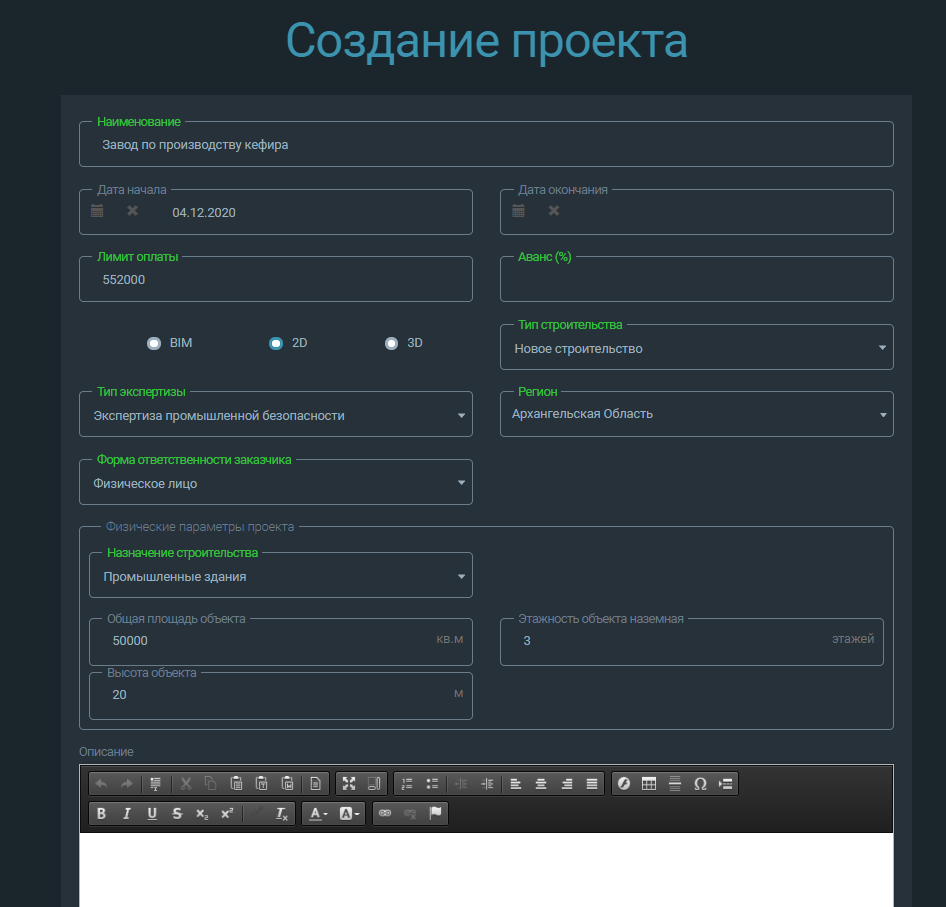 Создание проекта
Наименование
Завод по производству кефира
Дата начала
04.12.2020
Дата окончания
Лимит оплаты
552000
Аванс (%)
BIM 2D 3D
Тип строительства
Новое строительство
Тип экспертизы
Экспертиза промышленной безопасности
Регион
Архангельская Область
Форма ответственности заказчика
Физическое лицо
Физические параметры проекта
Назначение строительства
Промышленные здания
Общая площадь объекта
50000 кв.м
Этажность объекта наземная
3 этажей
Высота объекта
20 м
Описание